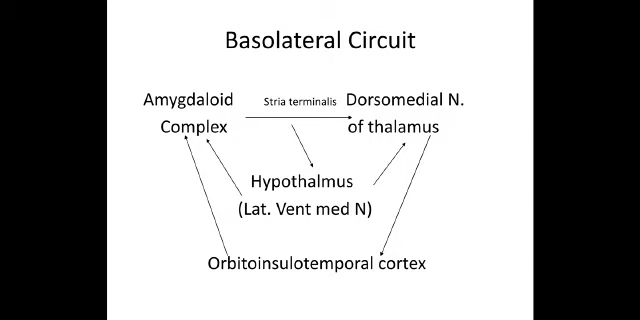 Basolateral Circuit
Amygdaloid Stria terminalis Dorsomedial N.
Complex of thalamus
Hypothalmus
(Lat. Vent med N)
Orbitoinsulotemporal cortex